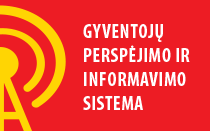 GYVENTOJŲ
PERSPĖJIMO IR
INFORMAVIMO
SISTEMA